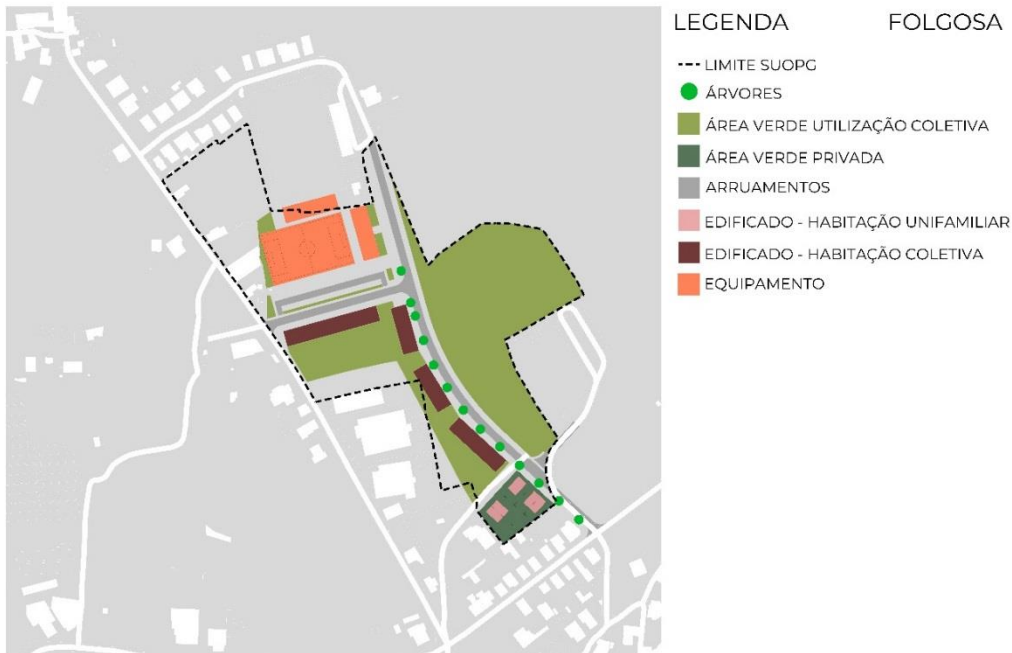 LEGENDA FOLGOSA
LIMITE SUOPG
ÁRVORES
ÁREA VERDE UTILIZAÇÃO COLETIVA
ÁREA VERDE PRIVADA
ARRUAMENTOS
EDIFICADO - HABITAÇÃO UNIFAMILIAR
EDIFICADO - HABITAÇÃO COLETIVA
EQUIPAMENTO